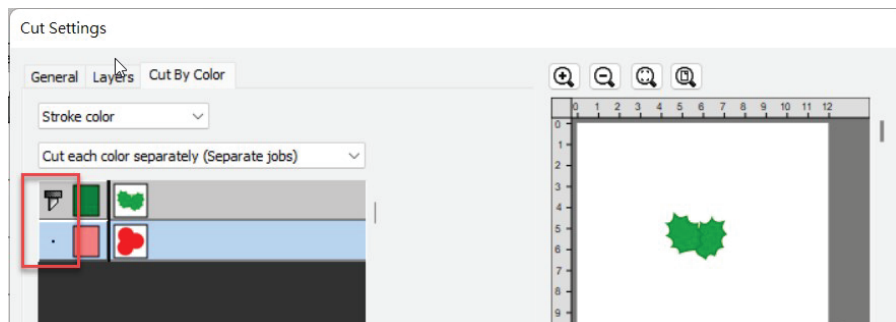 Cut Settings
General Layers Cut By Color
Stroke color
Cut each color separately (Separate jobs)
0 1 2 3 4 5 6 7 8 9 10 11 12
0
1
2
3
4
5
6
7
8
9